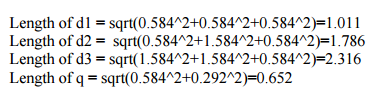 Length of d1 = sqrt(0.584^2+0.584^2+0.584^2)=1.011
Length of d2 =  sqrt(0.584^2+1.584^2+0.584^2)=1.786
Length of d3 = sqrt(1.584^2+1.584^2+0.584^2)=2.316
Length of q = sqrt(0.584^2+0.292^2)=0.652